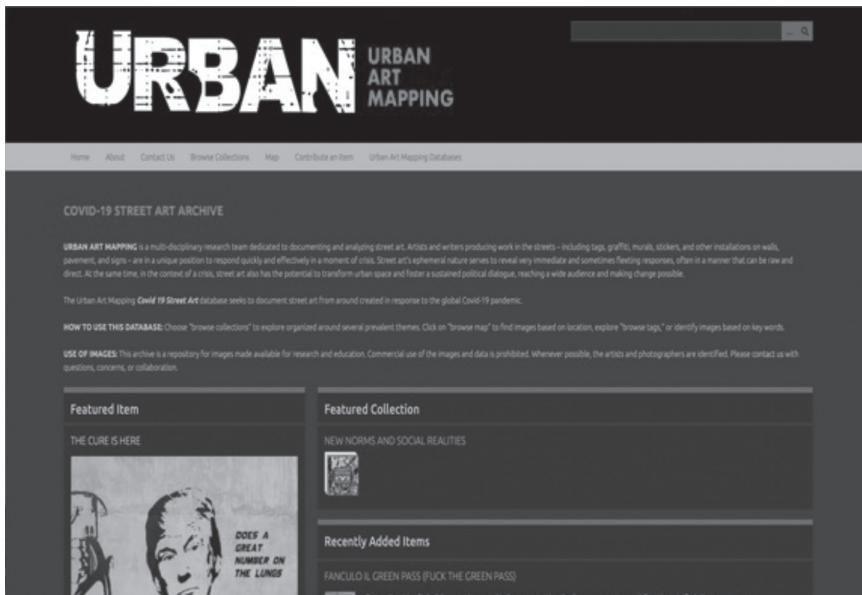 URBAN
URBAN
ART
MAPPING
...
Home About Contact Us Browse Collections Map Contribute an Item Urban Art Mapping Databases
COVID-19 STREET ART ARCHIVE
URBAN ART MAPPING is a multi-disciplinary research team dedicated to documenting and analyzing street art. Artists and writers producing work in the streets – including tags, graffiti, murals, stickers, and other installations on walls,
pavement, and signs – are in a unique position to respond quickly and effectively in a moment of crisis. Street art's ephemeral nature serves to reveal very immediate and sometimes fleeting responses, often in a manner that can be raw and
direct. At the same time, in the context of a crisis, street art also has the potential to transform urban space and foster a sustained political dialogue, reaching a wide audience and making change possible.
The Urban Art Mapping Covid 19 Street Art database seeks to document street art from around created in response to the global Covid-19 pandemic.
HOW TO USE THIS DATABASE: Choose "browse collections" to explore organized around several prevalent themes. Click on "browse map" to find images based on location, explore "browse tags," or identify images based on key words.
USE OF IMAGES: This archive is a repository for images made available for research and education. Commercial use of the images and data is prohibited. Whenever possible, the artists and photographers are identified. Please contact us with
questions, concerns, or collaboration.
Featured Item
THE CURE IS HERE
DOES A
GREAT
NUMBER ON
THE LUNGS
Featured Collection
NEW NORMS AND SOCIAL REALITIES
Recently Added Items
FANCULO IL GREEN PASS (FUCK THE GREEN PASS)